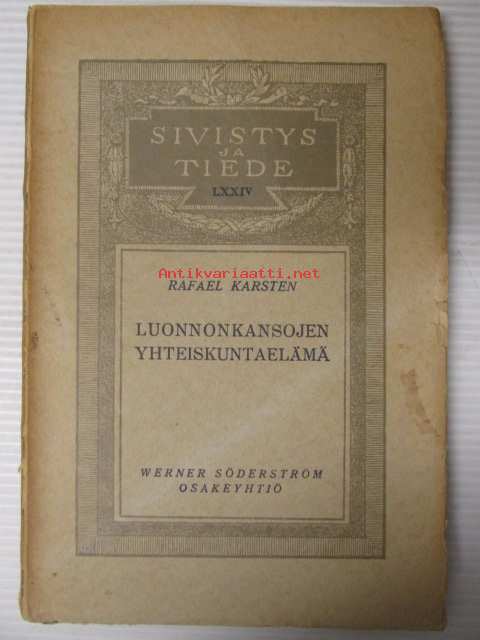 SIVISTYS
JA
TIEDE
LXXIV
Antikvariaatti.net
RAFAEL KARSTEN
LUONNONKANSOJEN
YHTEISKUNTAELÄMÄ
WERNER SÖDERSTRÖM
OSAKEYHTIÖ